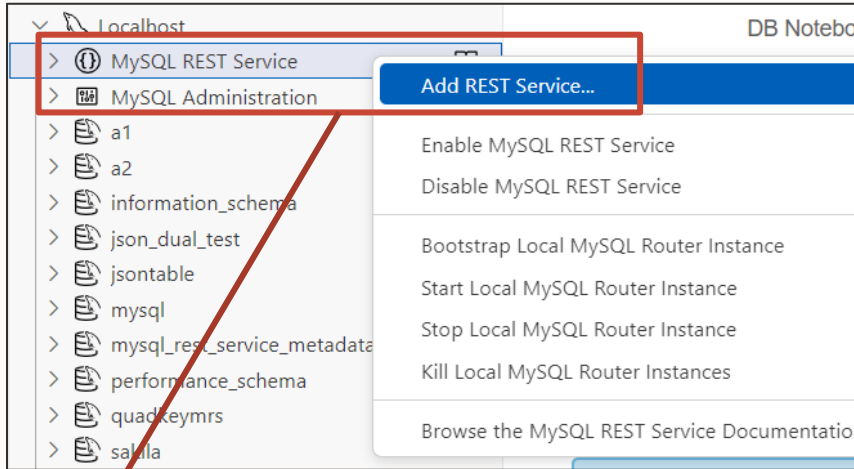 Localhost
DB Notebo
MySQL REST Service
MySQL Administration
a1
a2
information_schema
json_dual_test
jsontable
mysql
mysql_rest_service_metadata
performance_schema
quadkeymrs
sakila
Add REST Service...
Enable MySQL REST Service
Disable MySQL REST Service
Bootstrap Local MySQL Router Instance
Start Local MySQL Router Instance
Stop Local MySQL Router Instance
Kill Local MySQL Router Instances
Browse the MySQL REST Service Documentatio